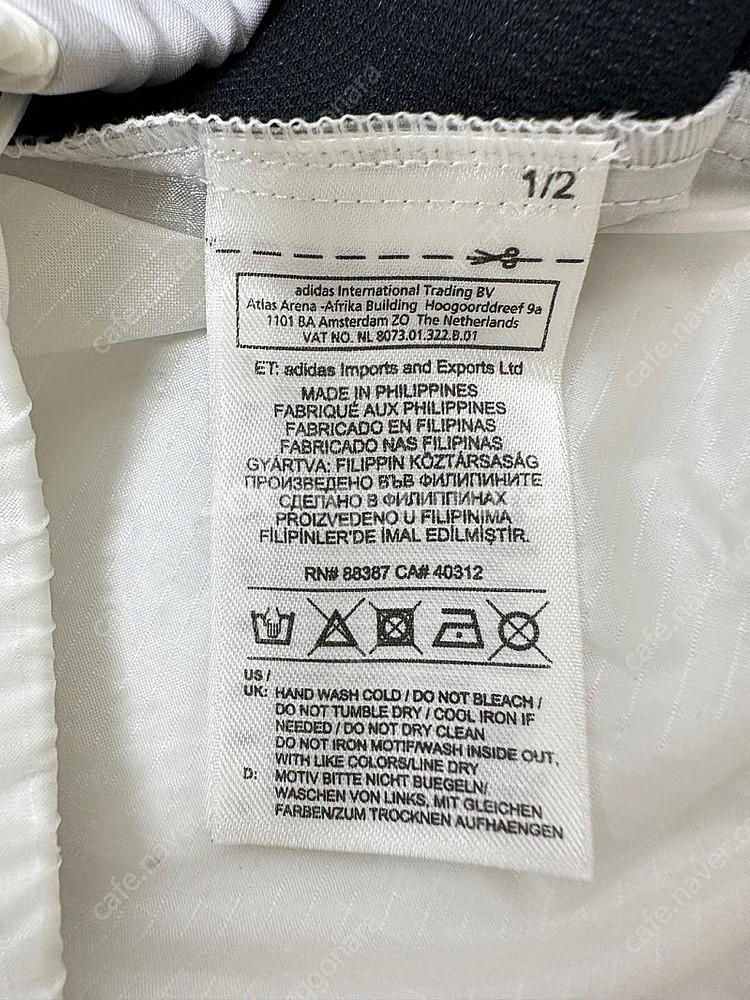 1/2
adidas International Trading BV
Atlas Arena -Afrika Building Hoogoorddreef 9a
1101 BA Amsterdam ZO The Netherlands
VAT NO. NL 8073.01.322.B.01
ET: adidas Imports and Exports Ltd
MADE IN PHILIPPINES
FABRIQUÉ AUX PHILIPPINES
FABRICADO EN FILIPINAS
FABRICADO NAS FILIPINAS
GYÁRTVA: FILIPPIN KÖZTÁRSASÁG
ПРОИЗВЕДЕНО ВЪВ ФИЛИПИНИТЕ
СДЕЛАНО В ФИЛИППИНАХ
PROIZVEDENO U FILIPINIMA
FİLİPİNLER'DE İMAL EDİLMİŞTİR.
RN# 88387 CA# 40312
US /
UK: HAND WASH COLD / DO NOT BLEACH /
DO NOT TUMBLE DRY / COOL IRON IF
NEEDED / DO NOT DRY CLEAN
DO NOT IRON MOTIF/WASH INSIDE OUT,
WITH LIKE COLORS/LINE DRY
D: MOTIV BITTE NICHT BUEGELN/
WASCHEN VON LINKS, MIT GLEICHEN
FARBEN/ZUM TROCKNEN AUFHAENGEN